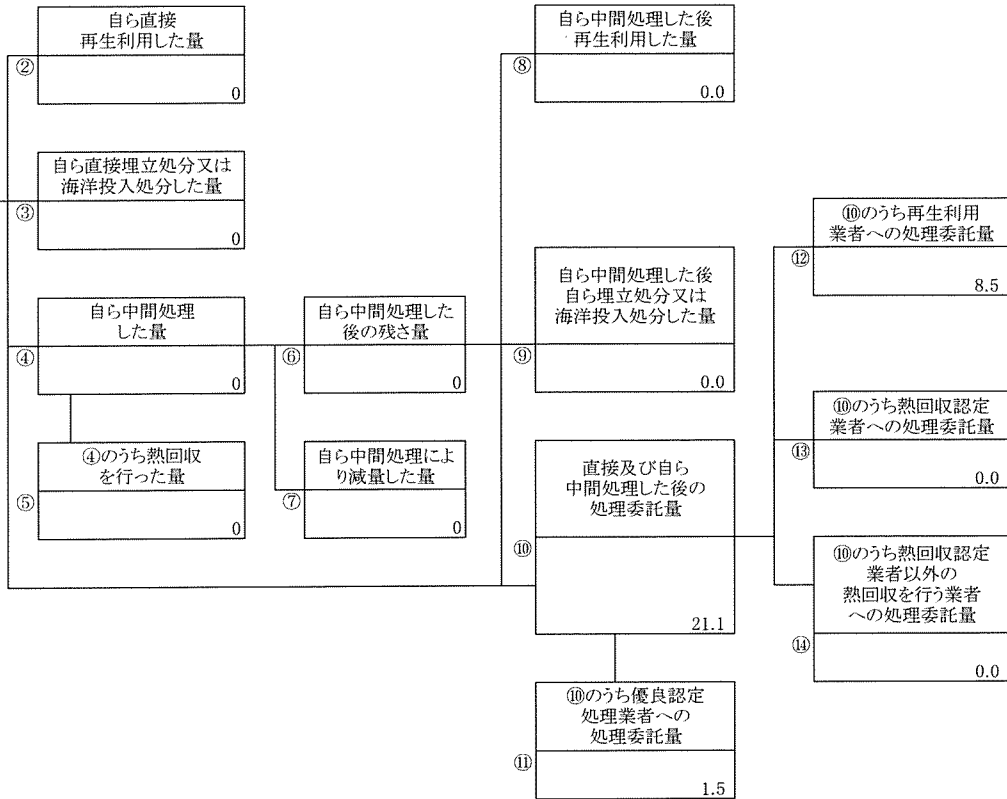 自ら直接
再生利用した量
②
0
自ら直接埋立処分又は
海洋投入処分した量
③
0
自ら中間処理
した量
④
0
④のうち熱回収
を行った量
⑤
0
自ら中間処理した
後の残さ量
⑥
0
自ら中間処理によ
り減量した量
⑦
0
自ら中間処理した後
再生利用した量
⑧
0.0
自ら中間処理した後
自ら埋立処分又は
海洋投入処分した量
⑨
0.0
直接及び自ら
中間処理した後の
処理委託量
⑩
21.1
⑩のうち優良認定
処理業者への
処理委託量
⑪
1.5
⑩のうち再生利用
業者への処理委託量
⑫
8.5
⑩のうち熱回収認定
業者への処理委託量
⑬
0.0
⑩のうち熱回収認定
業者以外の
熱回収を行う業者
への処理委託量
⑭
0.0